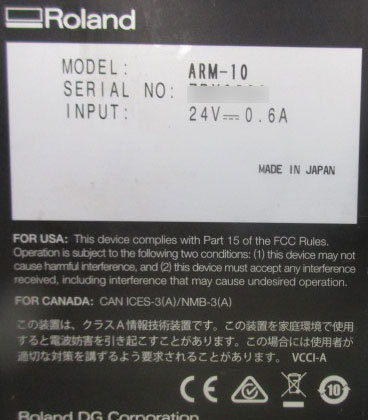 Roland
MODEL: ARM-10
SERIAL NO:
INPUT: 24V⎓0.6A
MADE IN JAPAN
FOR USA: This device complies with Part 15 of the FCC Rules.
Operation is subject to the following two conditions: (1) this device may not
cause harmful interference, and (2) this device must accept any interference
received, including interference that may cause undesired operation.
FOR CANADA: CAN ICES-3(A)/NMB-3(A)
この装置は、クラスA情報技術装置です。この装置を家庭環境で使用
すると電波妨害を引き起こすことがあります。この場合には使用者が
適切な対策を講ずるよう要求されることがあります。 VCCI-A
CE 10
Roland DG Corporation